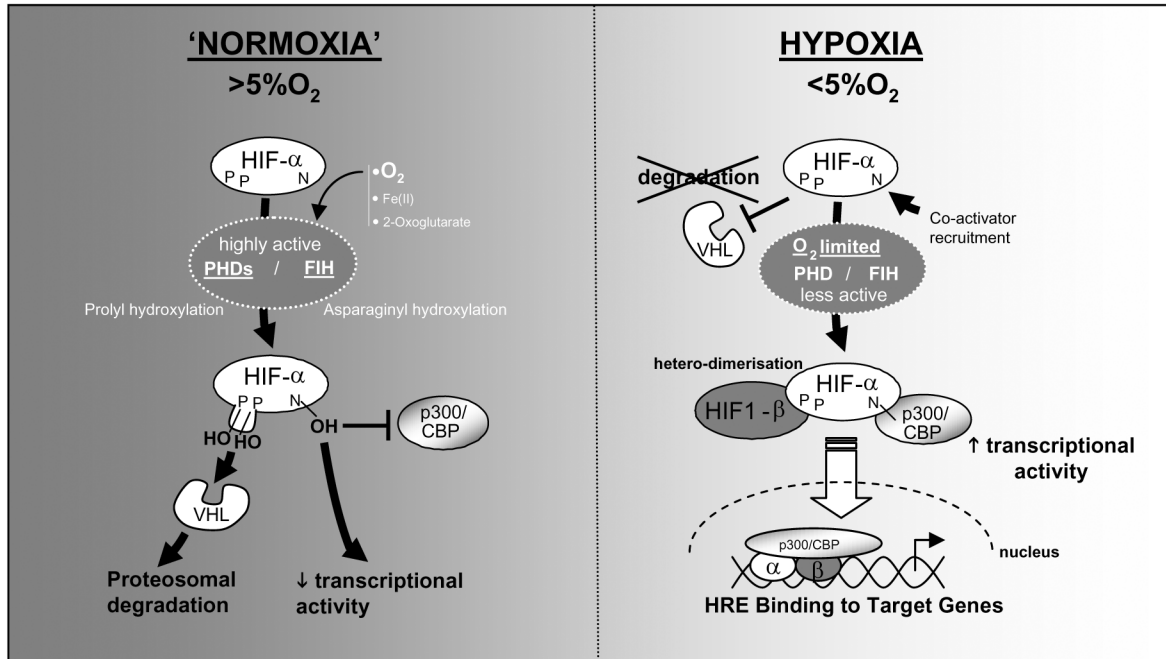 'NORMOXIA'
>5%O₂
HIF-α
P P N
•O₂
• Fe(II)
• 2-Oxoglutarate
highly active
PHDs / FIH
Prolyl hydroxylation
Asparaginyl hydroxylation
HIF-α
P P N
HO HO
OH
p300/
CBP
VHL
Proteosomal
degradation
↓ transcriptional
activity
HYPOXIA
<5%O₂
HIF-α
P P N
degradation
VHL
Co-activator
recruitment
O₂ limited
PHD / FIH
less active
hetero-dimerisation
HIF1-β
HIF-α
P P N
p300/
CBP
↑ transcriptional
activity
nucleus
p300/CBP
α β
HRE Binding to Target Genes